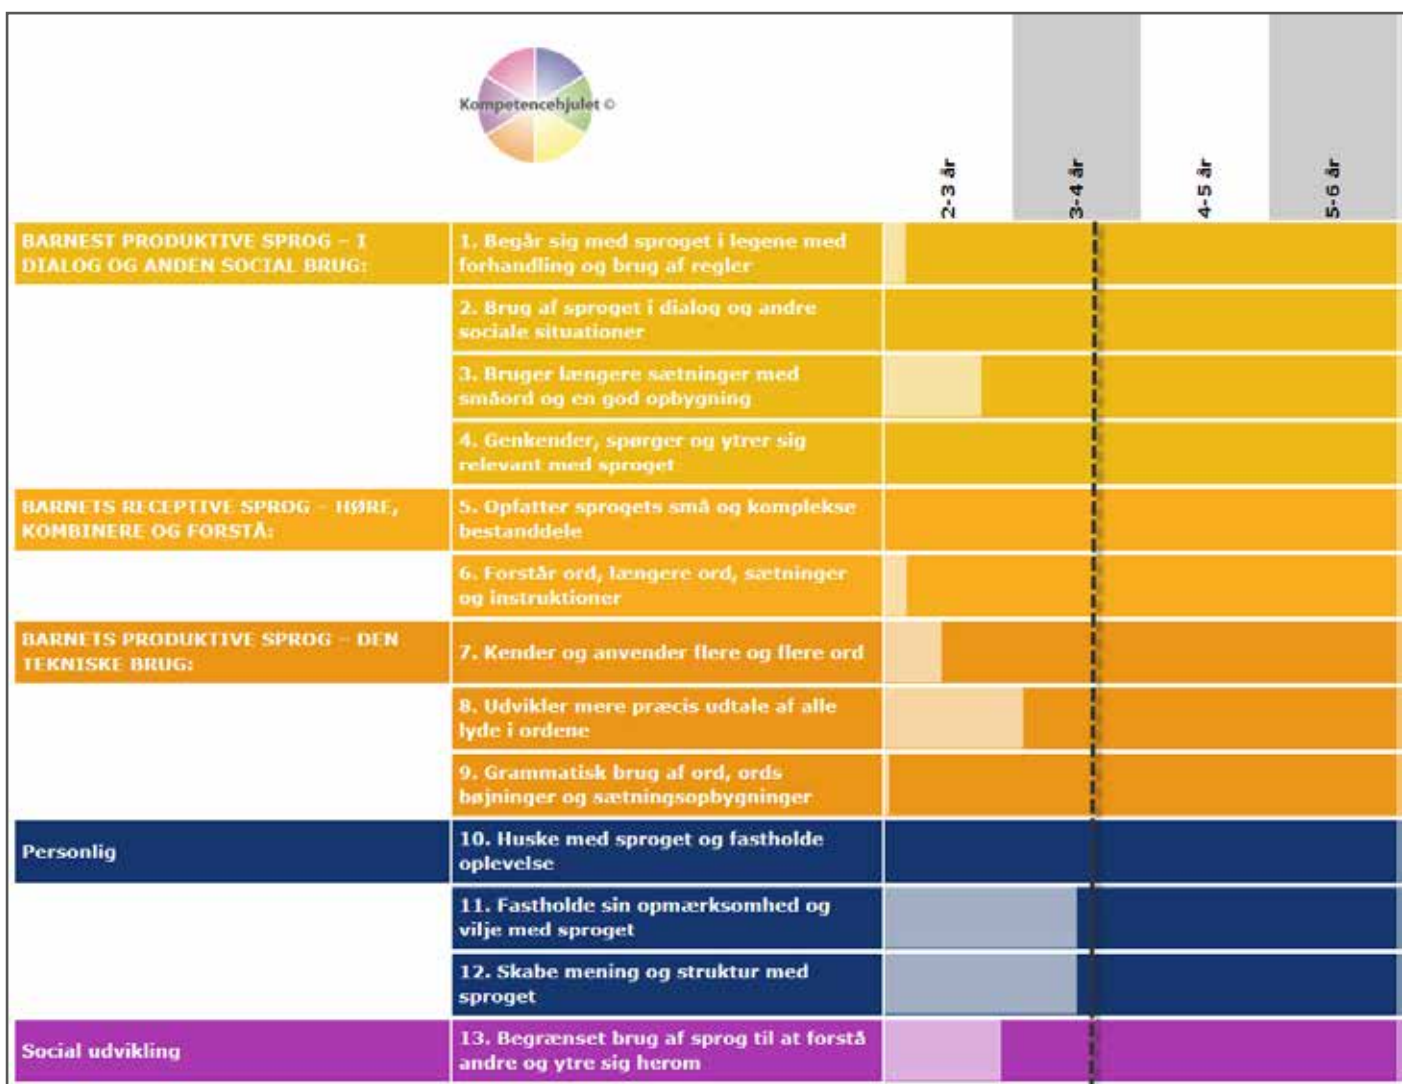 Kompetencehjulet ©
2-3 år
3-4 år
4-5 år
5-6 år
BARNEST PRODUKTIVE SPROG – I
DIALOG OG ANDEN SOCIAL BRUG:
1. Begår sig med sproget i legene med
forhandling og brug af regler
2. Brug af sproget i dialog og andre
sociale situationer
3. Bruger længere sætninger med
småord og en god opbygning
4. Genkender, spørger og ytrer sig
relevant med sproget
BARNETS RECEPTIVE SPROG – HØRE,
KOMBINERE OG FORSTÅ:
5. Opfatter sprogets små og komplekse
bestanddele
6. Forstår ord, længere ord, sætninger
og instruktioner
BARNETS PRODUKTIVE SPROG – DEN
TEKNISKE BRUG:
7. Kender og anvender flere og flere ord
8. Udvikler mere præcis udtale af alle
lyde i ordene
9. Grammatisk brug af ord, ords
bøjninger og sætningsopbygninger
Personlig
10. Huske med sproget og fastholde
oplevelse
11. Fastholde sin opmærksomhed og
vilje med sproget
12. Skabe mening og struktur med
sproget
Social udvikling
13. Begrænset brug af sprog til at forstå
andre og ytre sig herom